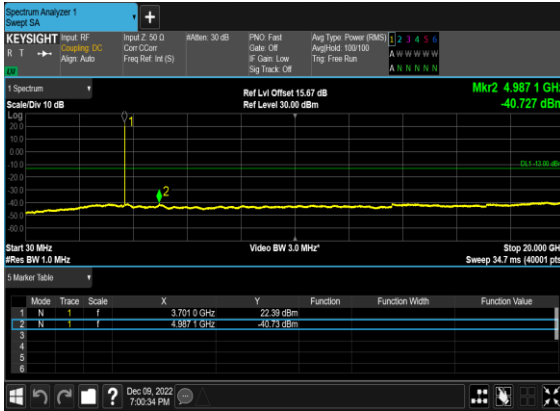 Spectrum Analyzer 1
Swept SA
+
KEYSIGHT Input: RF Input Z: 50 Ω #Atten: 30 dB PNO: Fast Avg Type: Power (RMS) 1 2 3 4 5 6
R T Coupling: DC Corr CCorr Gate: Off Avg|Hold: 100/100 A W W W W W
Align: Auto Freq Ref: Int (S) IF Gain: Low Trig: Free Run
Sig Track: Off A N N N N N
1 Spectrum Ref Lvl Offset 15.67 dB Mkr2 4.987 1 GHz
Scale/Div 10 dB Ref Level 30.00 dBm -40.727 dBm
Log
1
20.0
10.0
0.00
-10.0 DL1 -13.00 dBm
-20.0
-30.0
2
-40.0
-50.0
-60.0
Start 30 MHz Video BW 3.0 MHz* Stop 20.000 GH
#Res BW 1.0 MHz Sweep 34.7 ms (40001 pts
5 Marker Table
Mode Trace Scale X Y Function Function Width Function Value
1 N 1 f 3.701 0 GHz 22.39 dBm
2 N 1 f 4.987 1 GHz -40.73 dBm
3
4
5
6
? Dec 09, 2022
7:00:34 PM